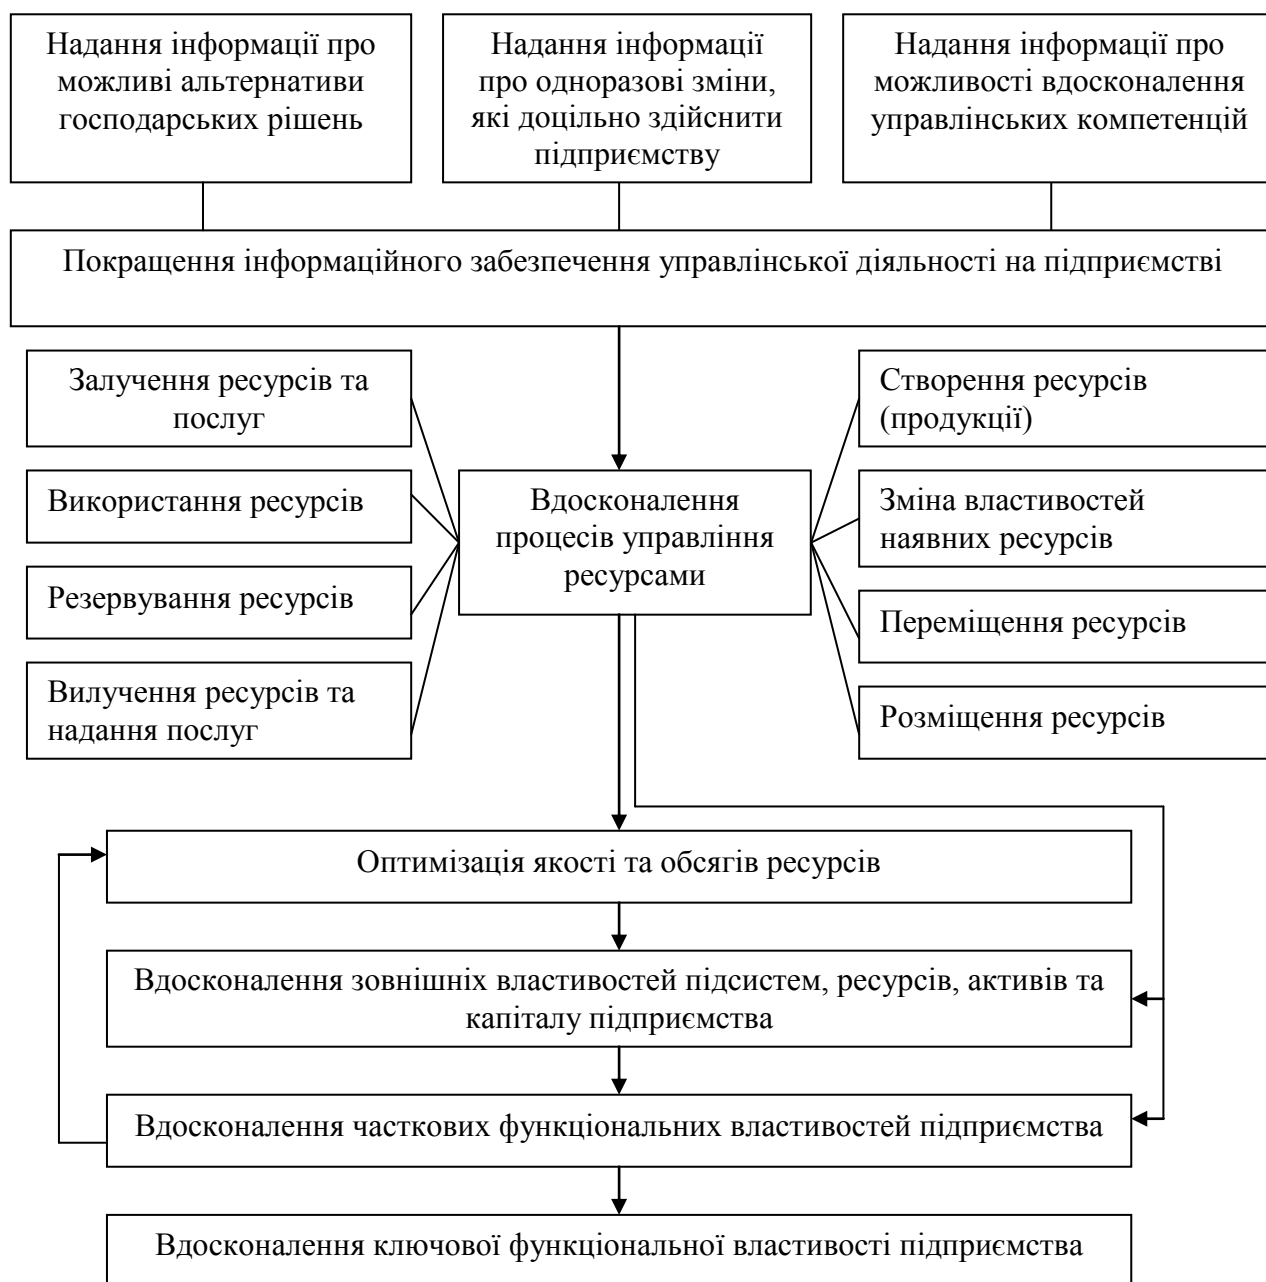 Надання інформації про
можливі альтернативи
господарських рішень
Надання інформації
про одноразові зміни,
які доцільно здійснити
підприємству
Надання інформації про
можливості вдосконалення
управлінських компетенцій
Покращення інформаційного забезпечення управлінської діяльності на підприємстві
Залучення ресурсів та
послуг
Використання ресурсів
Резервування ресурсів
Вилучення ресурсів та
надання послуг
Вдосконалення
процесів управління
ресурсами
Створення ресурсів
(продукції)
Зміна властивостей
наявних ресурсів
Переміщення ресурсів
Розміщення ресурсів
Оптимізація якості та обсягів ресурсів
Вдосконалення зовнішніх властивостей підсистем, ресурсів, активів та
капіталу підприємства
Вдосконалення часткових функціональних властивостей підприємства
Вдосконалення ключової функціональної властивості підприємства